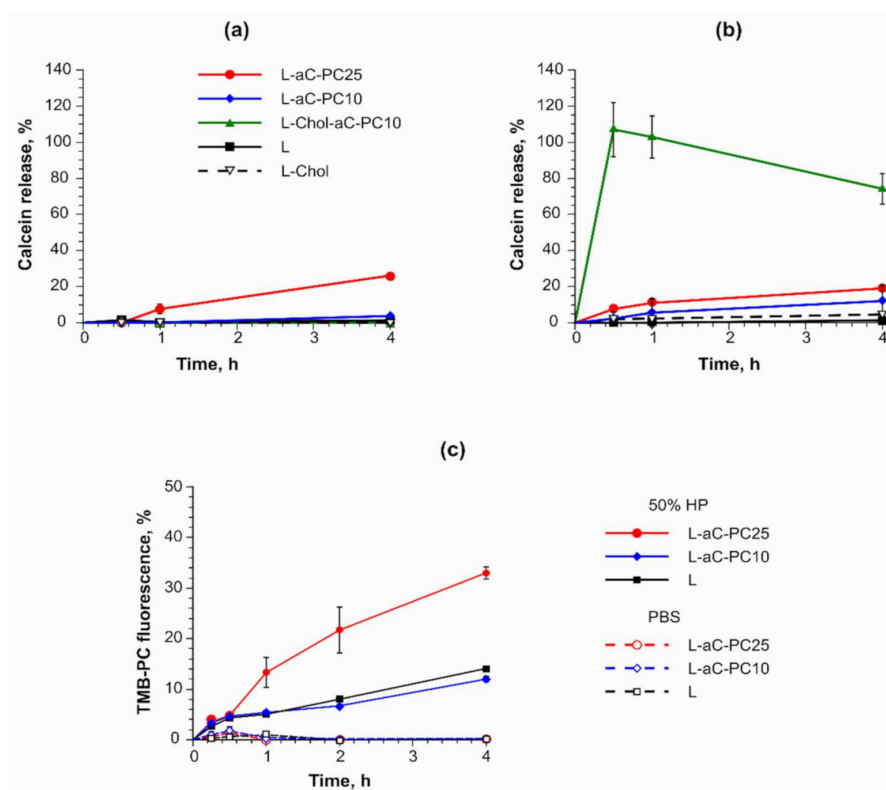 (a)
140
120
100
80
60
40
20
0
Calcein release, %
0 1 2 3 4
Time, h
L-aC-PC25
L-aC-PC10
L-Chol-aC-PC10
L
L-Chol
(b)
140
120
100
80
60
40
20
0
Calcein release, %
0 1 2 3 4
Time, h
(c)
50
40
30
20
10
0
TMB-PC fluorescence, %
0 1 2 3 4
Time, h
50% HP
L-aC-PC25
L-aC-PC10
L
PBS
L-aC-PC25
L-aC-PC10
L